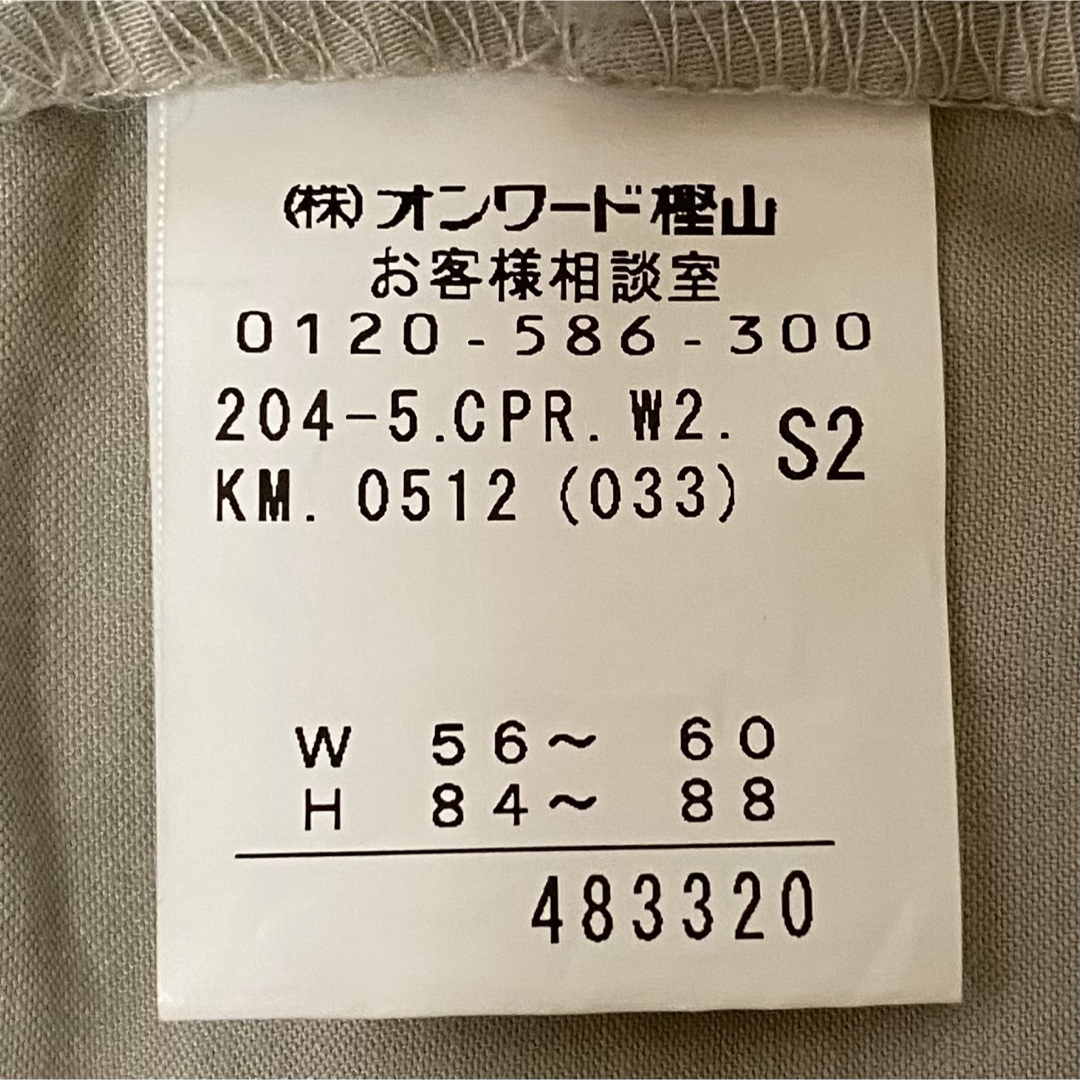 (株)オンワード樫山
お客様相談室
0120-586-300
204-5.CPR.W2. S2
KM.0512(033)
W 56～ 60
H 84～ 88
483320